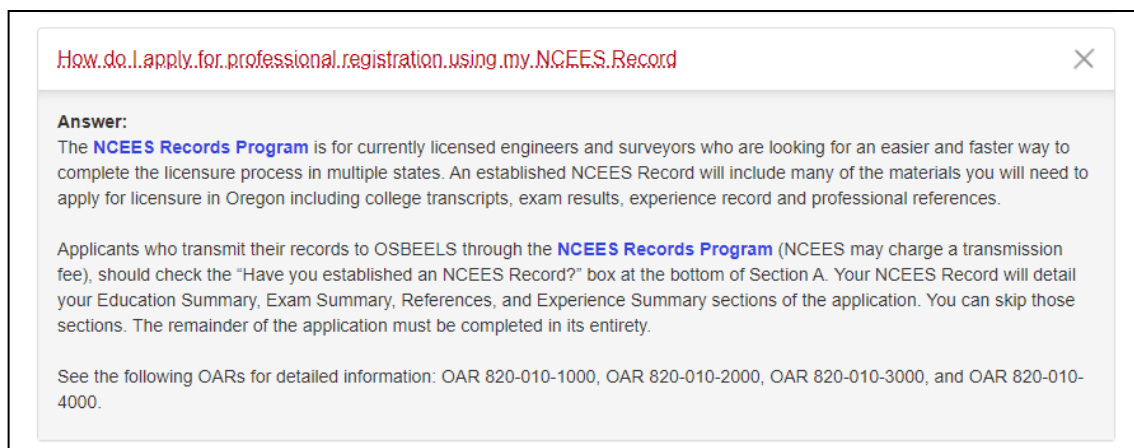 How do I apply for professional registration using my NCEES Record
Answer:
The NCEES Records Program is for currently licensed engineers and surveyors who are looking for an easier and faster way to
complete the licensure process in multiple states. An established NCEES Record will include many of the materials you will need to
apply for licensure in Oregon including college transcripts, exam results, experience record and professional references.
Applicants who transmit their records to OSBEELS through the NCEES Records Program (NCEES may charge a transmission
fee), should check the “Have you established an NCEES Record?” box at the bottom of Section A. Your NCEES Record will detail
your Education Summary, Exam Summary, References, and Experience Summary sections of the application. You can skip those
sections. The remainder of the application must be completed in its entirety.
See the following OARs for detailed information: OAR 820-010-1000, OAR 820-010-2000, OAR 820-010-3000, and OAR 820-010-
4000.